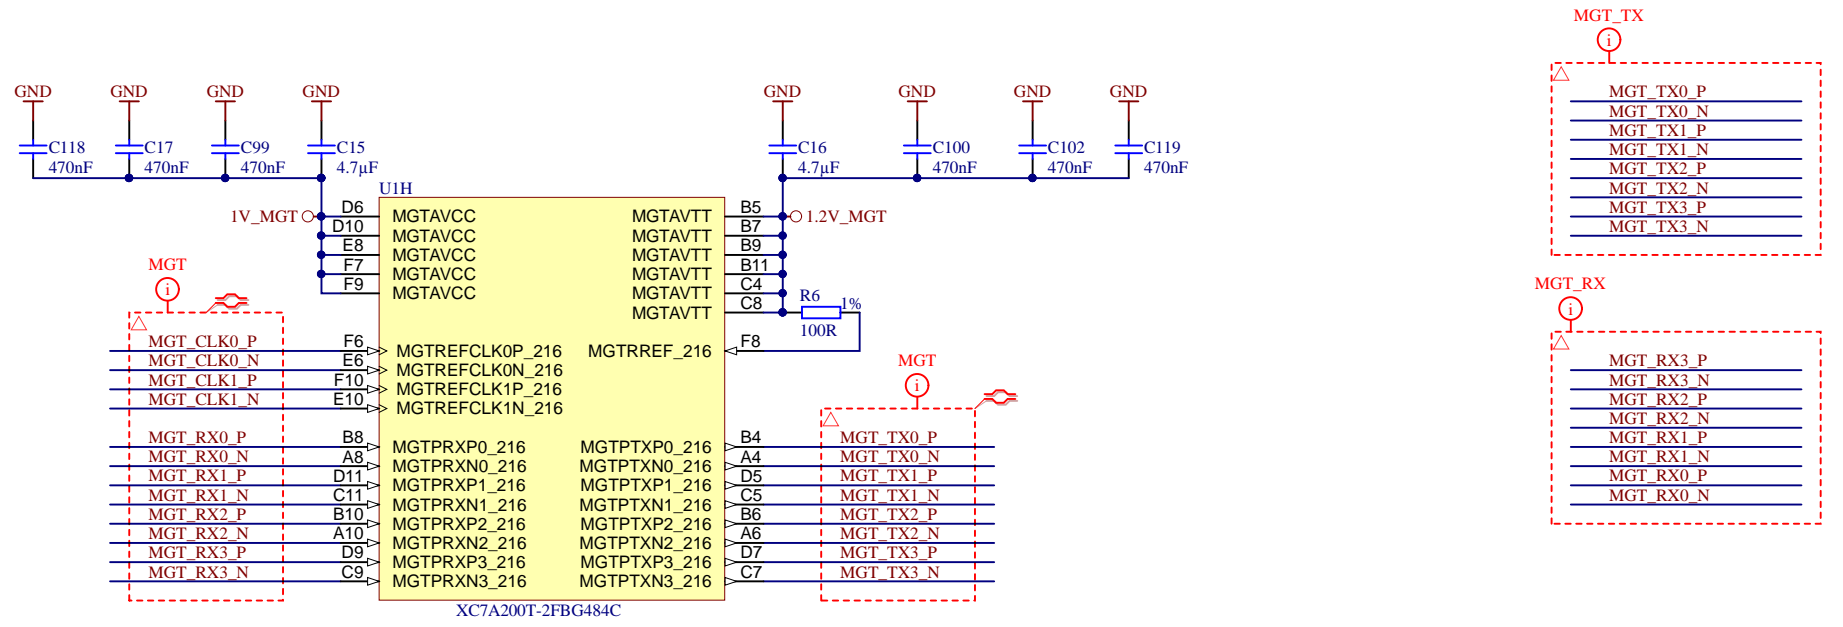 MGT_TX
i
GND GND GND GND GND GND GND GND
C118 C17 C99 C15 C16 C100 C102 C119
470nF 470nF 470nF 4.7µF 4.7µF 470nF 470nF 470nF
U1H
1V_MGT D6 MGTAVCC MGTAVTT B5 1.2V_MGT
D10 MGTAVCC MGTAVTT B7
E8 MGTAVCC MGTAVTT B9
F7 MGTAVCC MGTAVTT B11
F9 MGTAVCC MGTAVTT C4
MGTAVTT C8 R6 1%
100R
MGT
i
MGT_CLK0_P F6 MGTREFCLK0P_216 MGTRREF_216 F8
MGT_CLK0_N E6 MGTREFCLK0N_216
MGT_CLK1_P F10 MGTREFCLK1P_216
MGT_CLK1_N E10 MGTREFCLK1N_216
MGT
i
MGT_RX0_P B8 MGTPRXP0_216 MGTPTXP0_216 B4 MGT_TX0_P
MGT_RX0_N A8 MGTPRXN0_216 MGTPTXN0_216 A4 MGT_TX0_N
MGT_RX1_P D11 MGTPRXP1_216 MGTPTXP1_216 D5 MGT_TX1_P
MGT_RX1_N C11 MGTPRXN1_216 MGTPTXN1_216 C5 MGT_TX1_N
MGT_RX2_P B10 MGTPRXP2_216 MGTPTXP2_216 B6 MGT_TX2_P
MGT_RX2_N A10 MGTPRXN2_216 MGTPTXN2_216 A6 MGT_TX2_N
MGT_RX3_P D9 MGTPRXP3_216 MGTPTXP3_216 D7 MGT_TX3_P
MGT_RX3_N C9 MGTPRXN3_216 MGTPTXN3_216 C7 MGT_TX3_N
XC7A200T-2FBG484C
MGT_TX0_P
MGT_TX0_N
MGT_TX1_P
MGT_TX1_N
MGT_TX2_P
MGT_TX2_N
MGT_TX3_P
MGT_TX3_N
MGT_RX
i
MGT_RX3_P
MGT_RX3_N
MGT_RX2_P
MGT_RX2_N
MGT_RX1_P
MGT_RX1_N
MGT_RX0_P
MGT_RX0_N